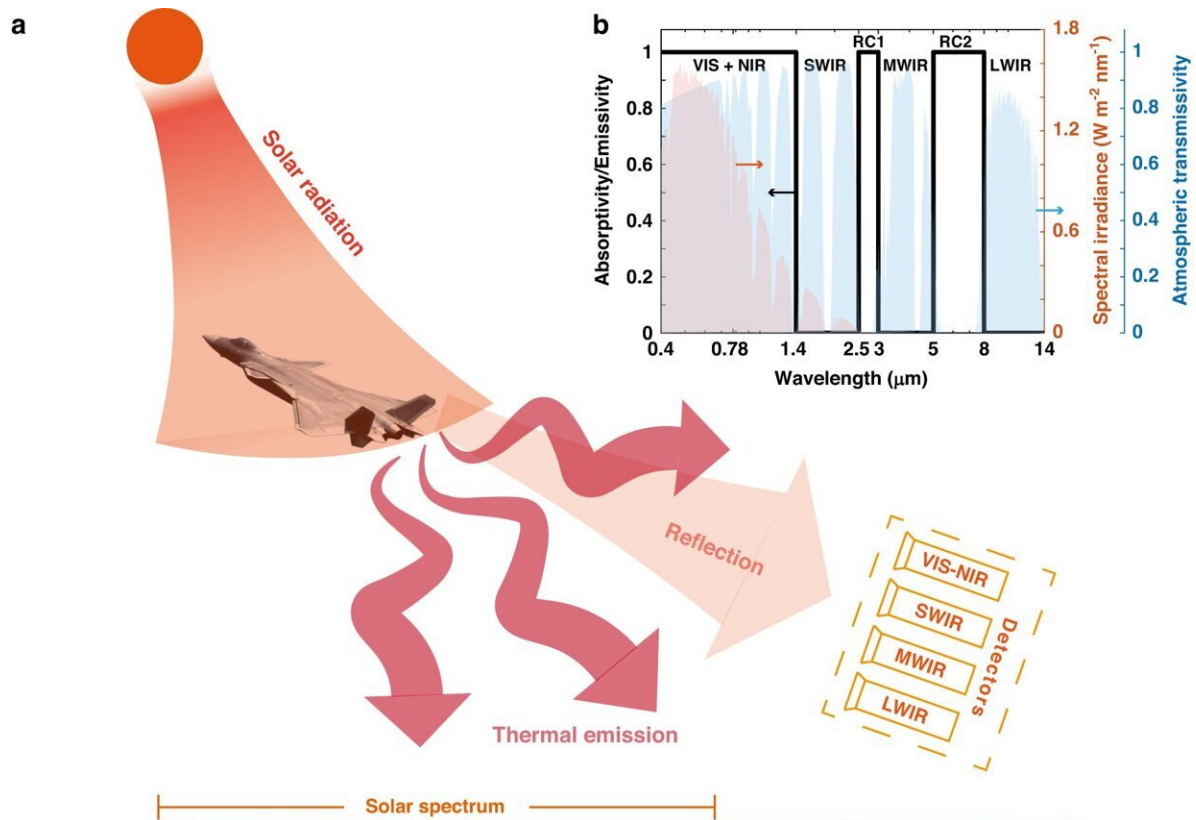 a
Solar radiation
Reflection
Thermal emission
VIS-NIR
SWIR
MWIR
LWIR
Detectors
Solar spectrum
b
RC1
RC2
VIS + NIR
SWIR
MWIR
LWIR
Absorptivity/Emissivity
1
0.8
0.6
0.4
0.2
0
0.4
0.78
1.4
2.5
3
5
8
14
Wavelength (μm)
1.8
1.2
0.6
0
Spectral irradiance (W m⁻² nm⁻¹)
1
0.8
0.6
0.4
0.2
0
Atmospheric transmissivity